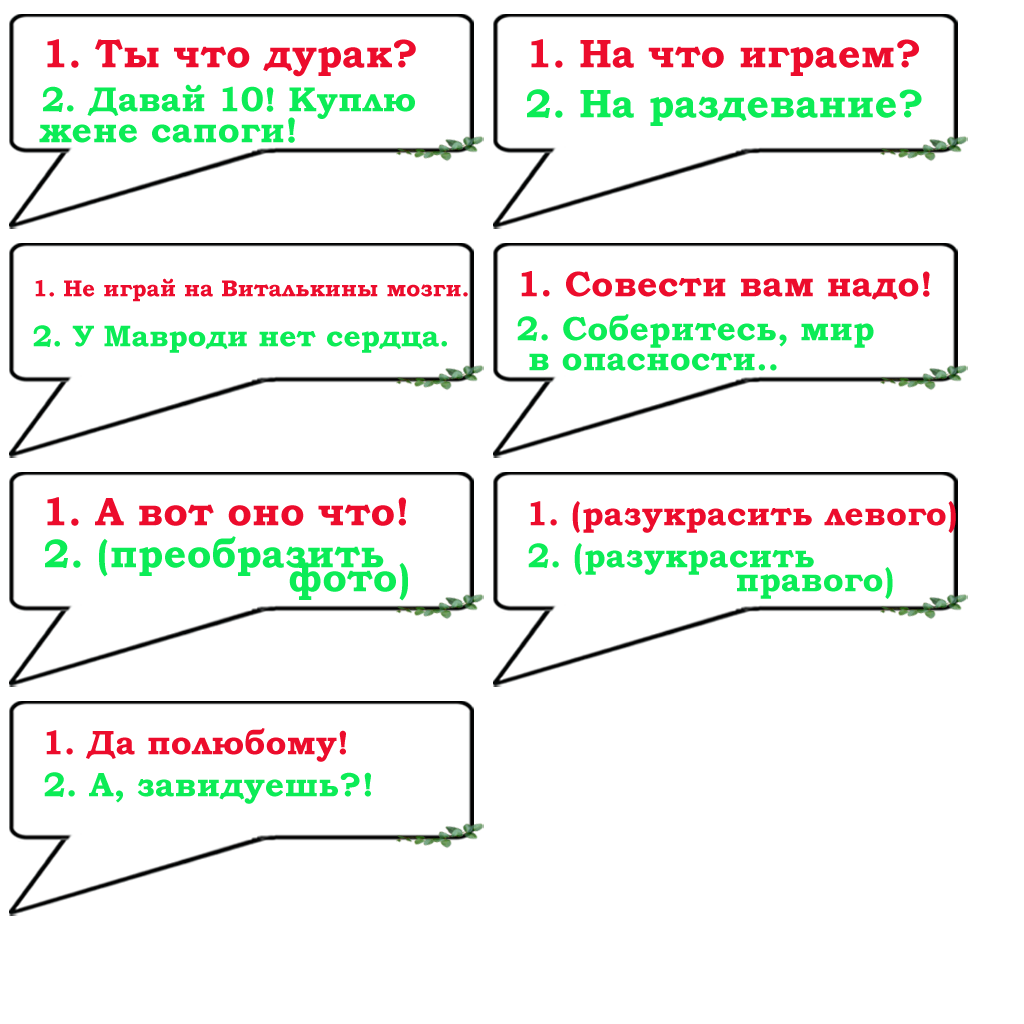 1. Ты что дурак?
2. Давай 10! Куплю
жене сапоги!
1. На что играем?
2. На раздевание?
1. Не играй на Виталькины мозги.
2. У Мавроди нет сердца.
1. Совести вам надо!
2. Соберитесь, мир
в опасности..
1. А вот оно что!
2. (преобразить
фото)
1. (разукрасить левого)
2. (разукрасить
правого)
1. Да полюбому!
2. А, завидуешь?!